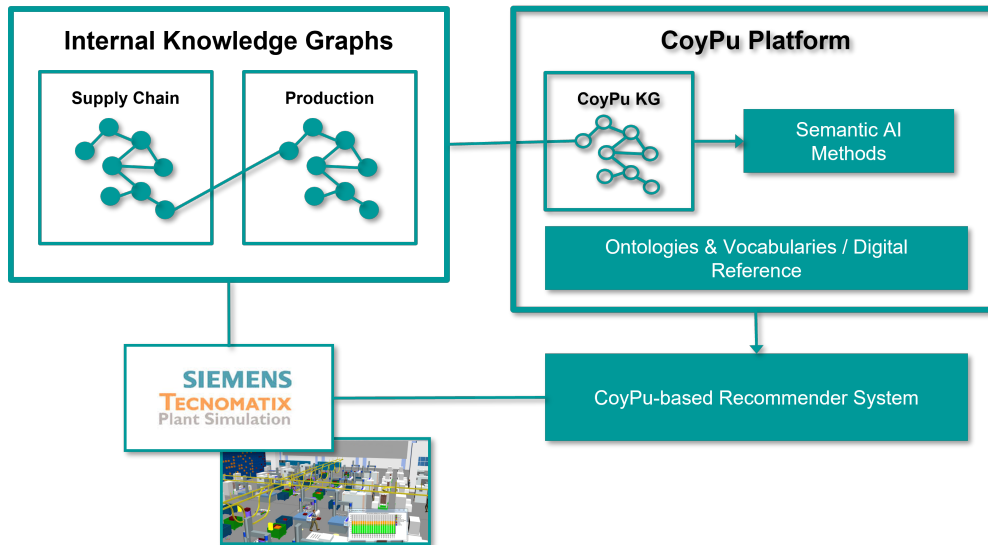 Internal Knowledge Graphs
Supply Chain
Production
CoyPu Platform
CoyPu KG
Semantic AI
Methods
Ontologies & Vocabularies / Digital
Reference
SIEMENS
TECNOMATIX
Plant Simulation
CoyPu-based Recommender System